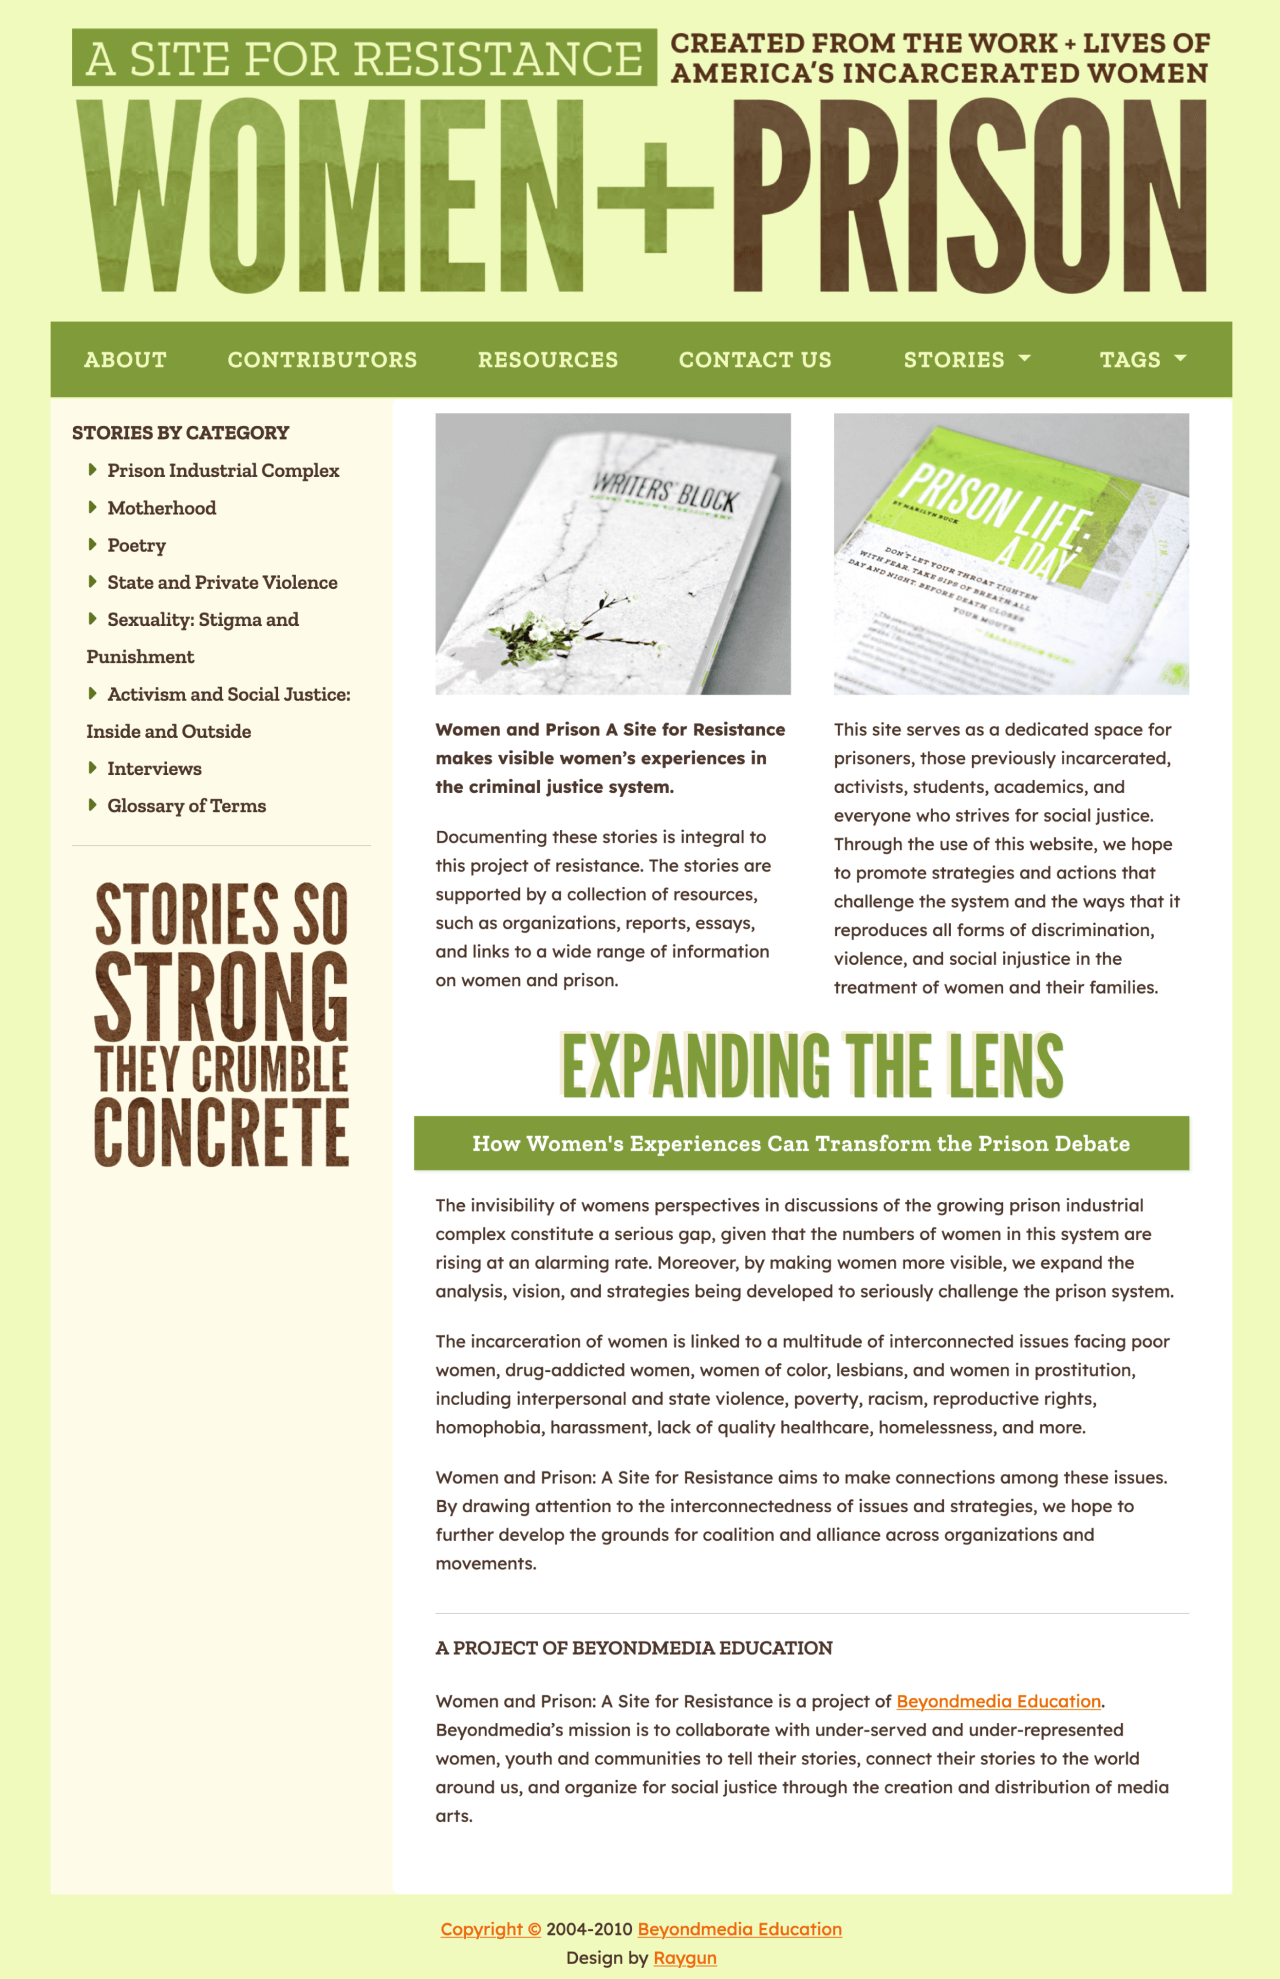 A SITE FOR RESISTANCE
CREATED FROM THE WORK + LIVES OF
AMERICA'S INCARCERATED WOMEN
WOMEN+PRISON
ABOUT CONTRIBUTORS RESOURCES CONTACT US STORIES TAGS
STORIES BY CATEGORY
Prison Industrial Complex
Motherhood
Poetry
State and Private Violence
Sexuality: Stigma and
Punishment
Activism and Social Justice:
Inside and Outside
Interviews
Glossary of Terms
STORIES SO
STRONG
THEY CRUMBLE
CONCRETE
WRITERS' BLOCK
PRISON LIFE:
A DAY
BY MARILYN BUCK
DON'T LET YOUR THROAT TIGHTEN
WITH FEAR. TAKE SIPS OF BREATH ALL
DAY AND NIGHT. BEFORE DEATH CLOSES
YOUR MOUTH.
Women and Prison A Site for Resistance
makes visible women’s experiences in
the criminal justice system.
Documenting these stories is integral to
this project of resistance. The stories are
supported by a collection of resources,
such as organizations, reports, essays,
and links to a wide range of information
on women and prison.
This site serves as a dedicated space for
prisoners, those previously incarcerated,
activists, students, academics, and
everyone who strives for social justice.
Through the use of this website, we hope
to promote strategies and actions that
challenge the system and the ways that it
reproduces all forms of discrimination,
violence, and social injustice in the
treatment of women and their families.
EXPANDING THE LENS
How Women's Experiences Can Transform the Prison Debate
The invisibility of womens perspectives in discussions of the growing prison industrial
complex constitute a serious gap, given that the numbers of women in this system are
rising at an alarming rate. Moreover, by making women more visible, we expand the
analysis, vision, and strategies being developed to seriously challenge the prison system.
The incarceration of women is linked to a multitude of interconnected issues facing poor
women, drug-addicted women, women of color, lesbians, and women in prostitution,
including interpersonal and state violence, poverty, racism, reproductive rights,
homophobia, harassment, lack of quality healthcare, homelessness, and more.
Women and Prison: A Site for Resistance aims to make connections among these issues.
By drawing attention to the interconnectedness of issues and strategies, we hope to
further develop the grounds for coalition and alliance across organizations and
movements.
A PROJECT OF BEYONDMEDIA EDUCATION
Women and Prison: A Site for Resistance is a project of Beyondmedia Education.
Beyondmedia’s mission is to collaborate with under-served and under-represented
women, youth and communities to tell their stories, connect their stories to the world
around us, and organize for social justice through the creation and distribution of media
arts.
Copyright © 2004-2010 Beyondmedia Education
Design by Raygun